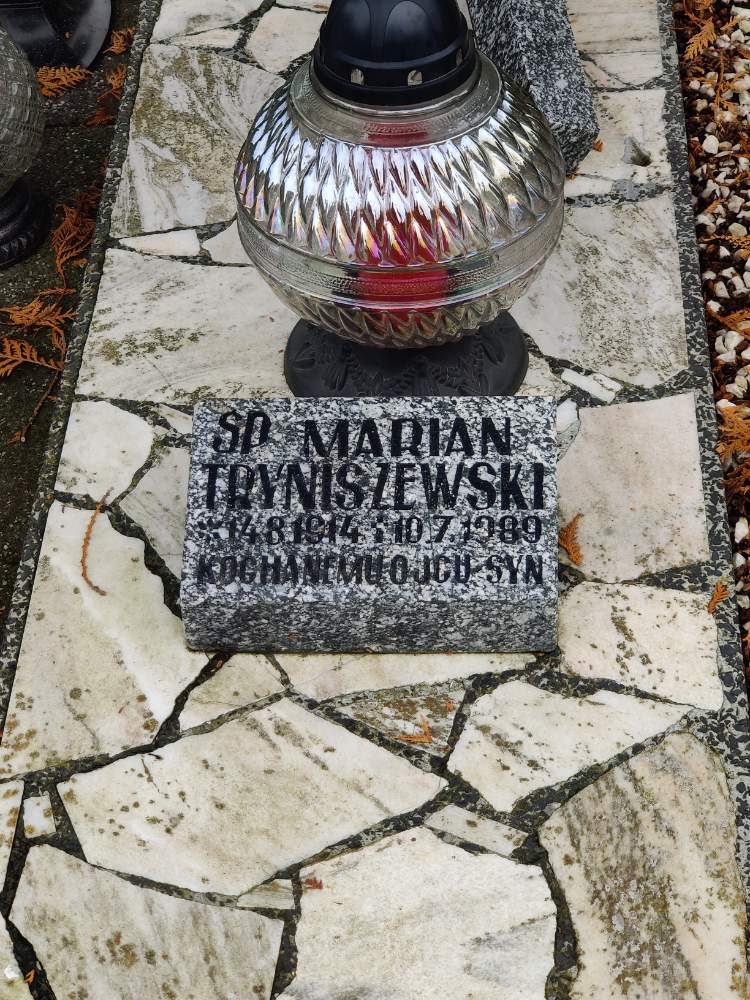 ŚP MARIAN
TRYNISZEWSKI
* 14 8 1914 † 10.7.1989
KOCHANEMU OJCU-SYN